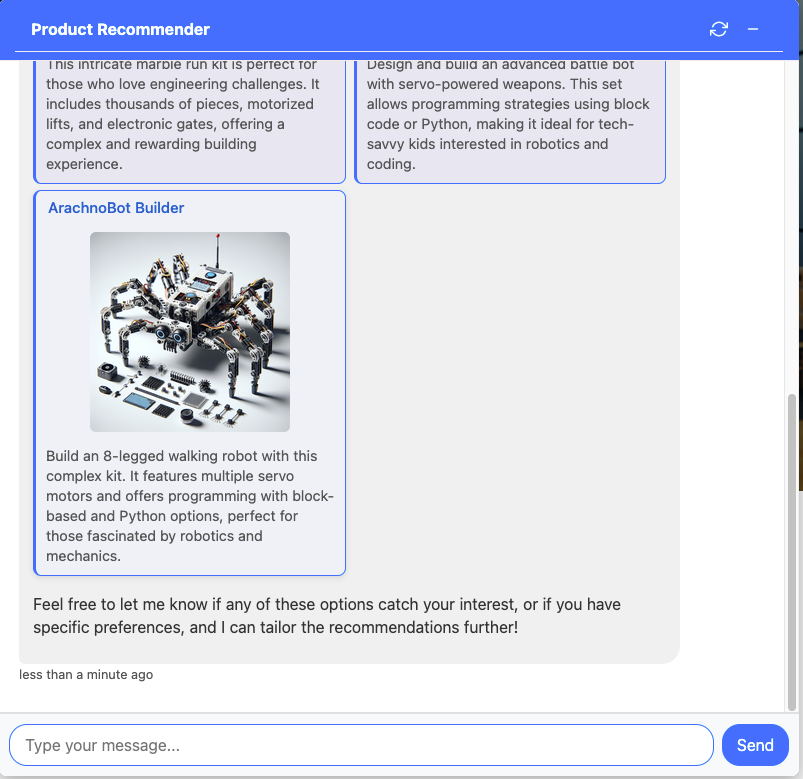 Product Recommender
This intricate marble run kit is perfect for
those who love engineering challenges. It
includes thousands of pieces, motorized
lifts, and electronic gates, offering a
complex and rewarding building
experience.
Design and build an advanced battle bot
with servo-powered weapons. This set
allows programming strategies using block
code or Python, making it ideal for tech-
savvy kids interested in robotics and
coding.
ArachnoBot Builder
Build an 8-legged walking robot with this
complex kit. It features multiple servo
motors and offers programming with block-
based and Python options, perfect for
those fascinated by robotics and
mechanics.
Feel free to let me know if any of these options catch your interest, or if you have
specific preferences, and I can tailor the recommendations further!
less than a minute ago
Type your message...
Send